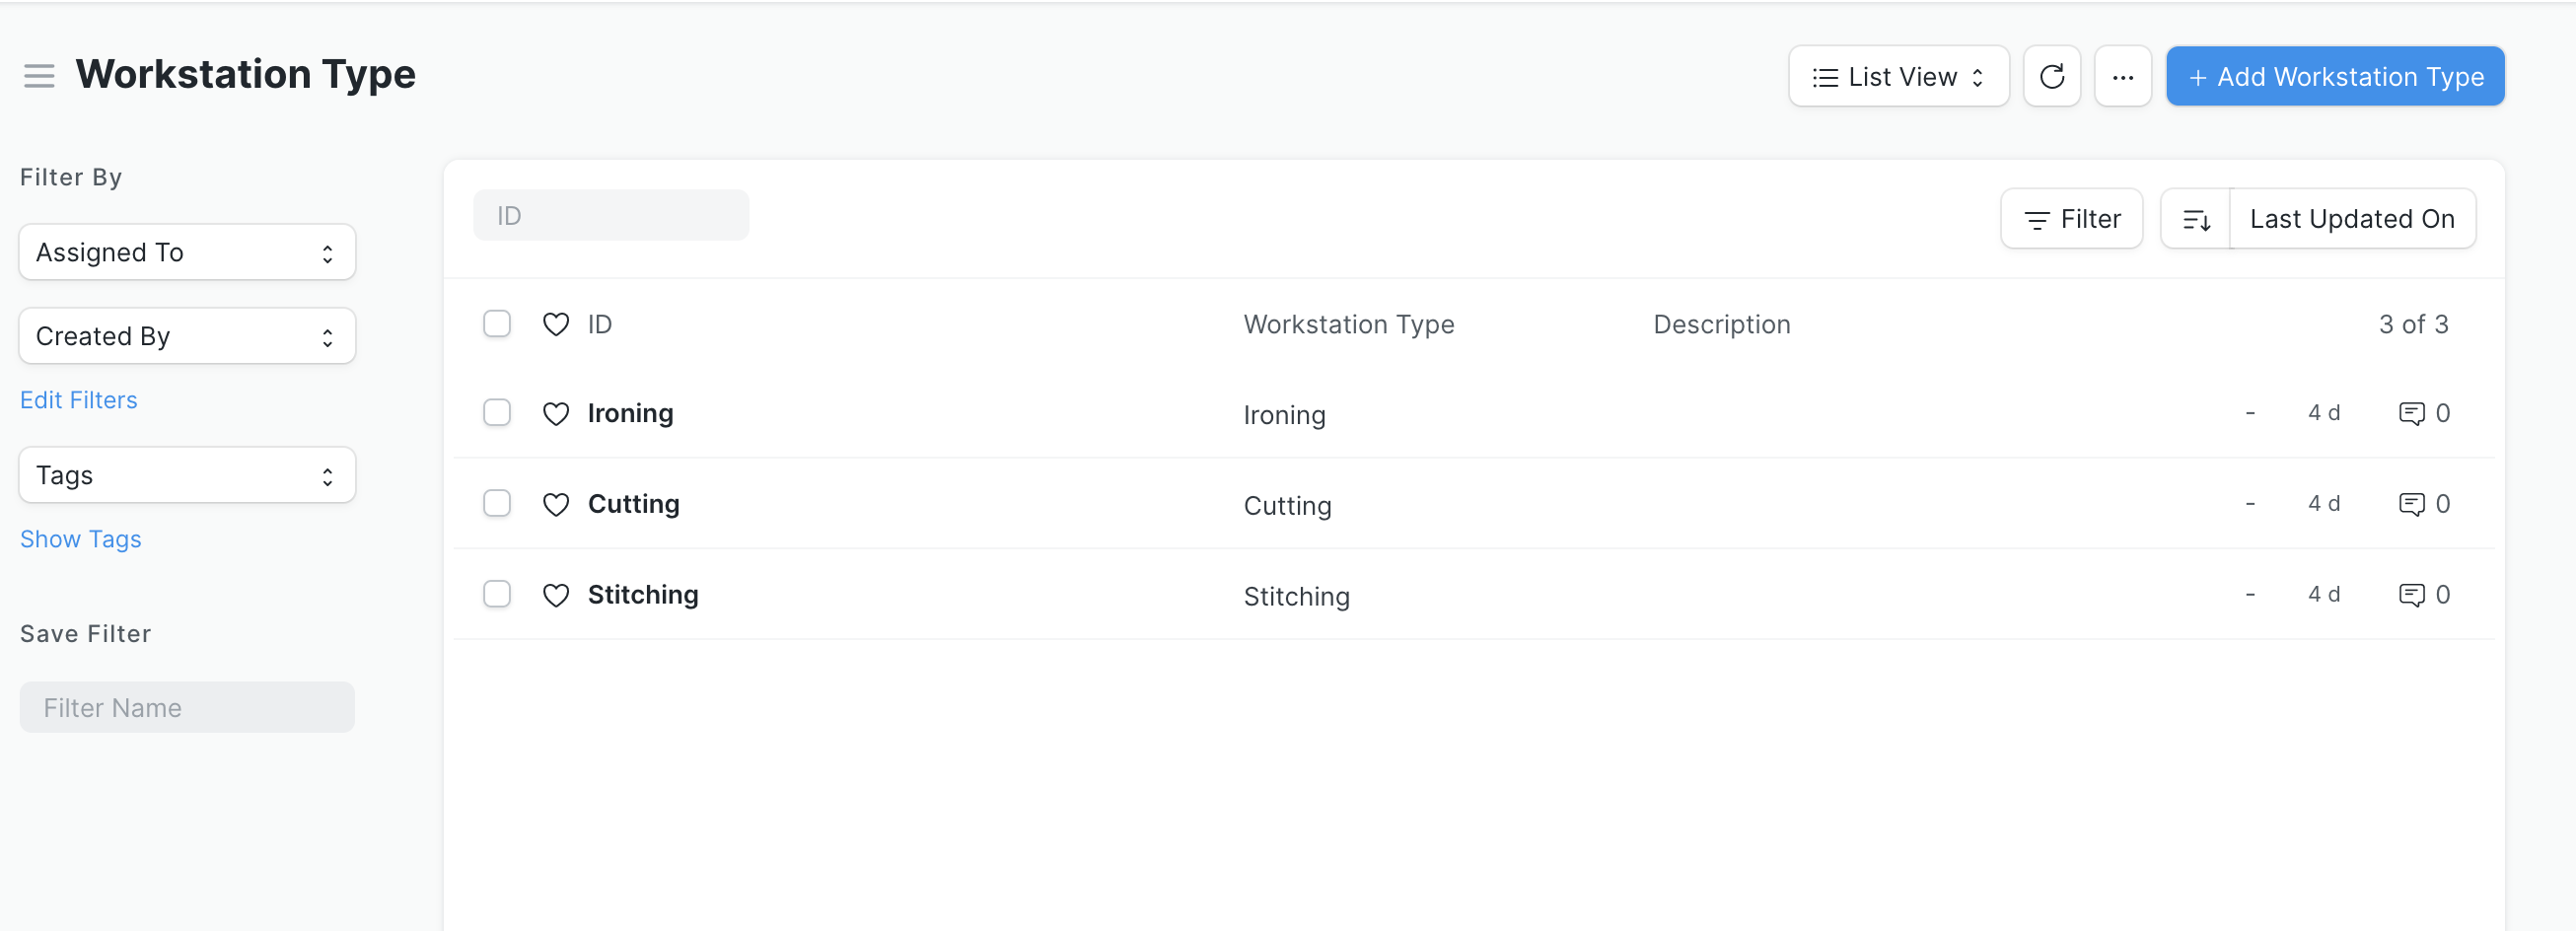 Workstation Type
List View
...
+ Add Workstation Type
Filter By
Assigned To
Created By
Edit Filters
Tags
Show Tags
Save Filter
Filter Name
ID
Filter
Last Updated On
ID Workstation Type Description 3 of 3
Ironing Ironing - 4 d 0
Cutting Cutting - 4 d 0
Stitching Stitching - 4 d 0